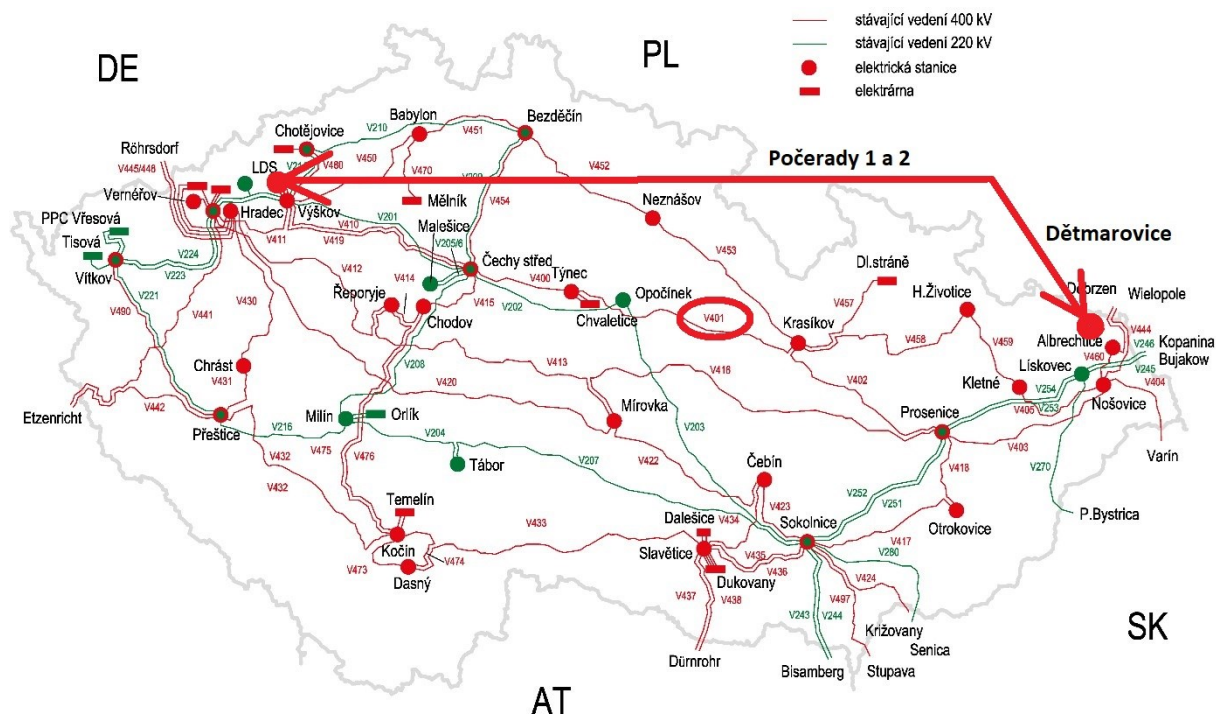 stávající vedení 400 kV
stávající vedení 220 kV
elektrická stanice
elektrárna
DE
PL
AT
SK
Počerady 1 a 2
Dětmarovice
Röhrsdorf
V445/448
Vernéřov
PPC Vřesová
Tisová
Vítkov
V224
V223
V221
V490
V441
V442
Etzenricht
Přeštice
Chrást
V431
V430
Hradec
LDS
Chotějovice
V480
V450
V210
Babylon
V451
V470
Mělník
Bezděčín
V452
V454
Výškov
V411
V410
V419
V201
Malešice
V205/6
Čechy střed
V412
V414
Řeporyje
V415
Chodov
V208
V400
V202
Týnec
Chvaletice
Opočínek
V401
Neznášov
V453
Krasíkov
V457
Dl.stráně
V458
H.Životice
V459
Kletné
V402
V413
V416
V420
Mírovka
V422
V203
Milín
Orlík
V216
V204
Tábor
V207
V475
V476
V432
V432
Temelín
Kočín
Dasný
V473
V474
V433
Dalešice
Slavětice
Dukovany
V434
V435
V436
V437
V438
Dürnrohr
Čebín
V423
Sokolnice
V243
V244
Bisamberg
V497
V424
V280
Stupava
Križovany
Senica
V417
Otrokovice
V418
V252
V251
Prosenice
V403
V405
V253
V254
Lískovec
V270
P.Bystrica
Nošovice
V404
Varín
Albrechtice
V460
V444
Dobrzen
Wielopole
V246
V245
Kopanina
Bujakow